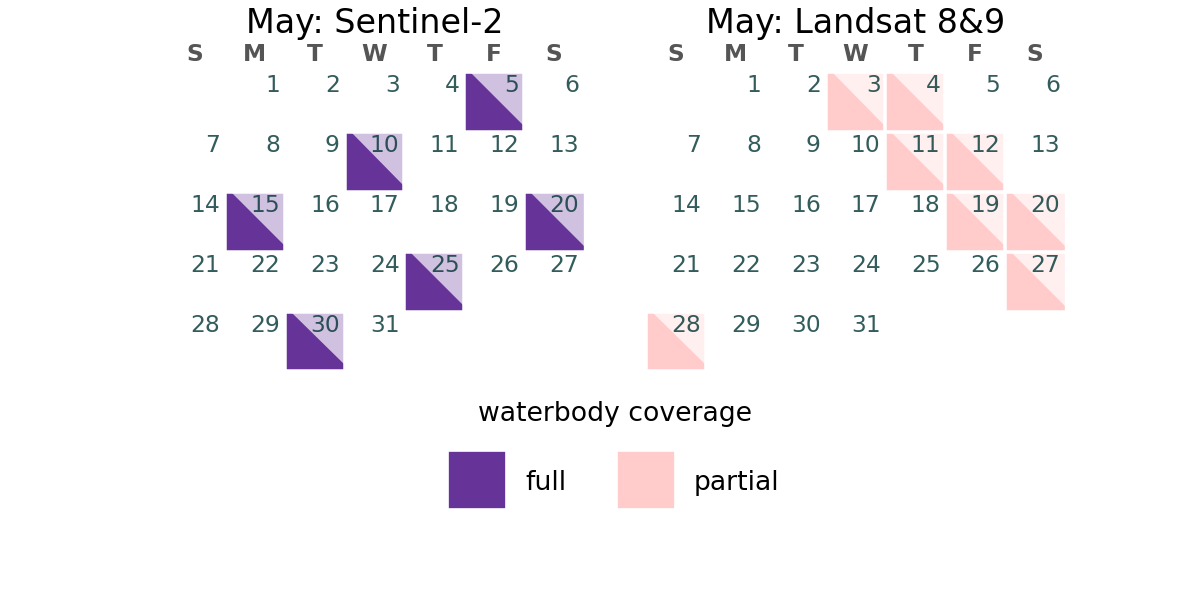 May: Sentinel-2
S M T W T F S
1 2 3 4 5 6
7 8 9 10 11 12 13
14 15 16 17 18 19 20
21 22 23 24 25 26 27
28 29 30 31
May: Landsat 8&9
S M T W T F S
1 2 3 4 5 6
7 8 9 10 11 12 13
14 15 16 17 18 19 20
21 22 23 24 25 26 27
28 29 30 31
waterbody coverage
full
partial